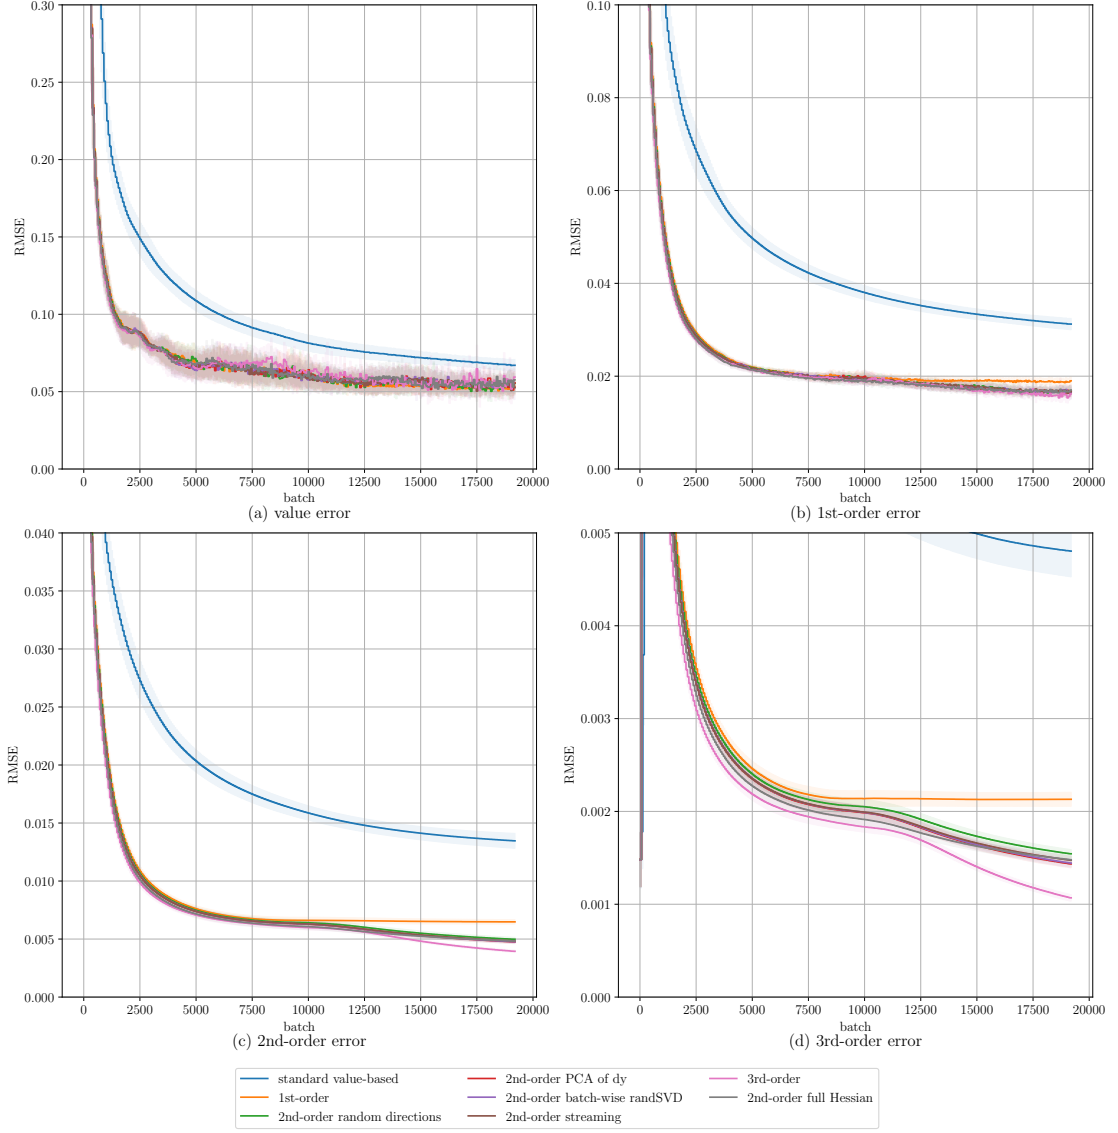 0.30
0.25
0.20
0.15
0.10
0.05
0.00
RMSE
0 2500 5000 7500 10000 12500 15000 17500 20000
batch
(a) value error
0.10
0.08
0.06
0.04
0.02
0.00
RMSE
0 2500 5000 7500 10000 12500 15000 17500 20000
batch
(b) 1st-order error
0.040
0.035
0.030
0.025
0.020
0.015
0.010
0.005
0.000
RMSE
0 2500 5000 7500 10000 12500 15000 17500 20000
batch
(c) 2nd-order error
0.005
0.004
0.003
0.002
0.001
0.000
RMSE
0 2500 5000 7500 10000 12500 15000 17500 20000
batch
(d) 3rd-order error
standard value-based
1st-order
2nd-order random directions
2nd-order PCA of dy
2nd-order batch-wise randSVD
2nd-order streaming
3rd-order
2nd-order full Hessian